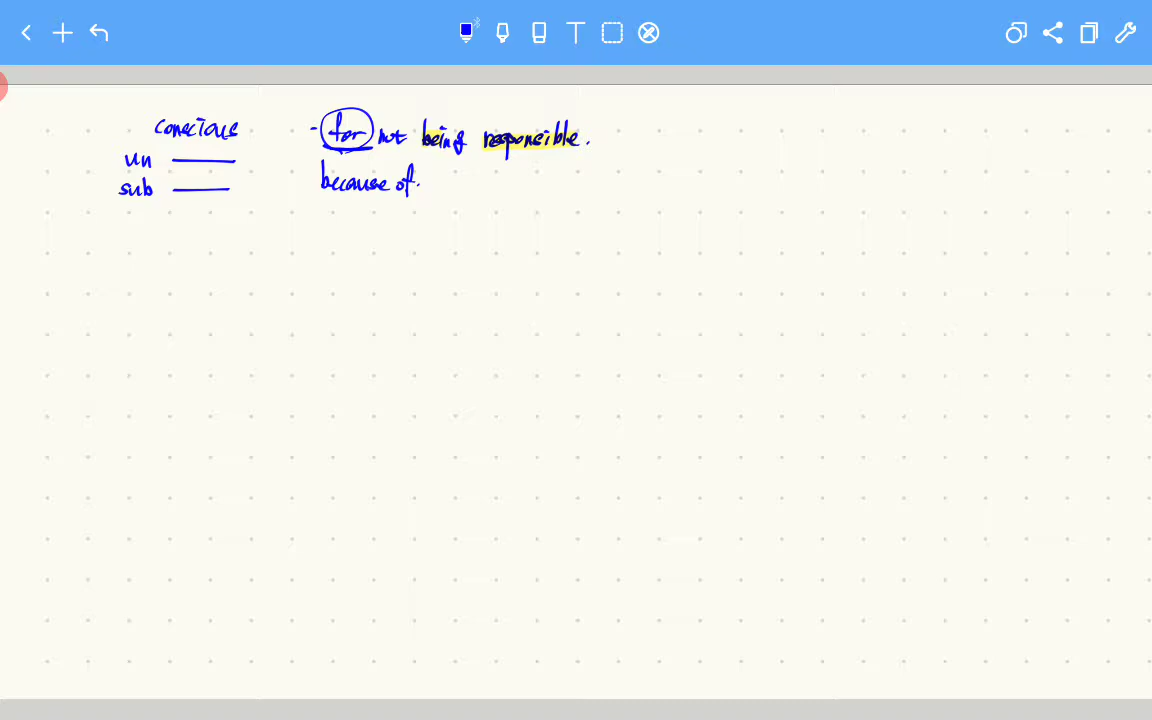 conscious
un
sub
- for not being responsible.
because of.